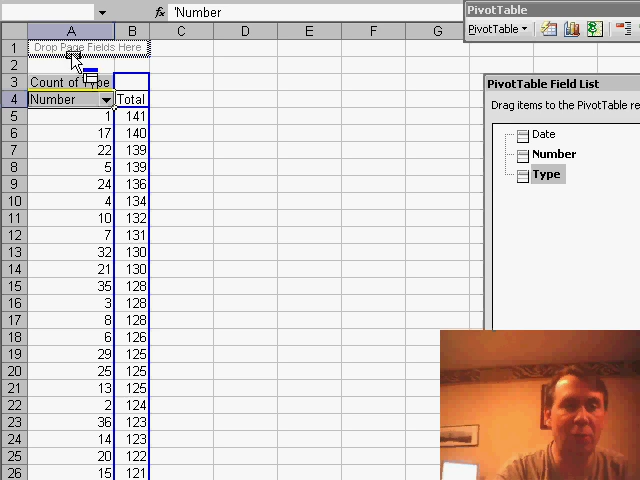 'Number
PivotTable
PivotTable
A B C D E F G
1 Drop Page Fields Here
2
3 Count of Type
4 Number Total
5 1 141
6 17 140
7 22 139
8 5 139
9 24 136
10 4 134
11 10 132
12 7 131
13 32 130
14 21 130
15 35 128
16 3 128
17 8 128
18 6 126
19 29 125
20 25 125
21 13 125
22 2 124
23 36 123
24 14 123
25 20 122
26 15 121
PivotTable Field List
Drag items to the PivotTable re
Date
Number
Type